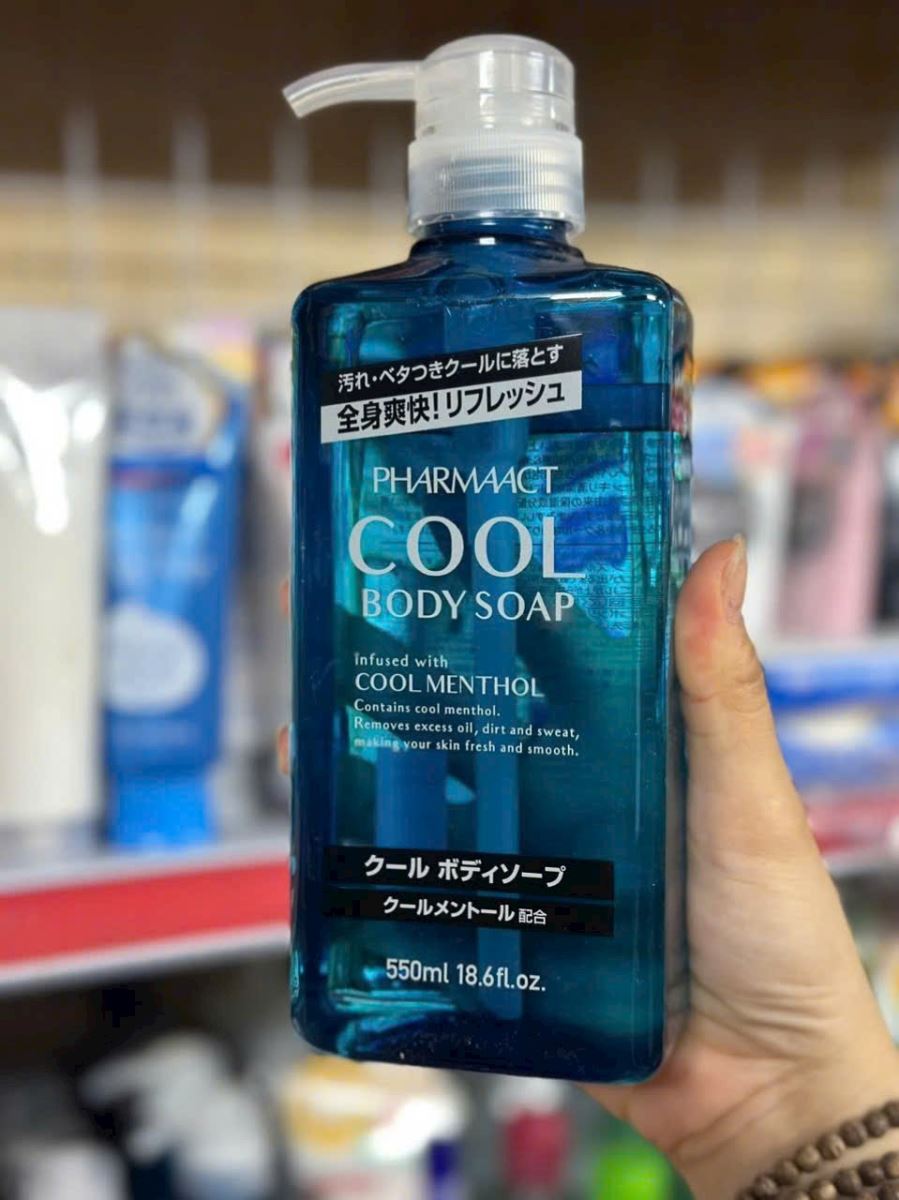 汚れ・ベタつきクールに落とす
全身爽快!リフレッシュ
PHARMAACT
COOL
BODY SOAP
Infused with
COOL MENTHOL
Contains cool menthol.
Removes excess oil, dirt and sweat,
making your skin fresh and smooth.
クール ボディソープ
クールメントール 配合
550ml 18.6fl.oz.